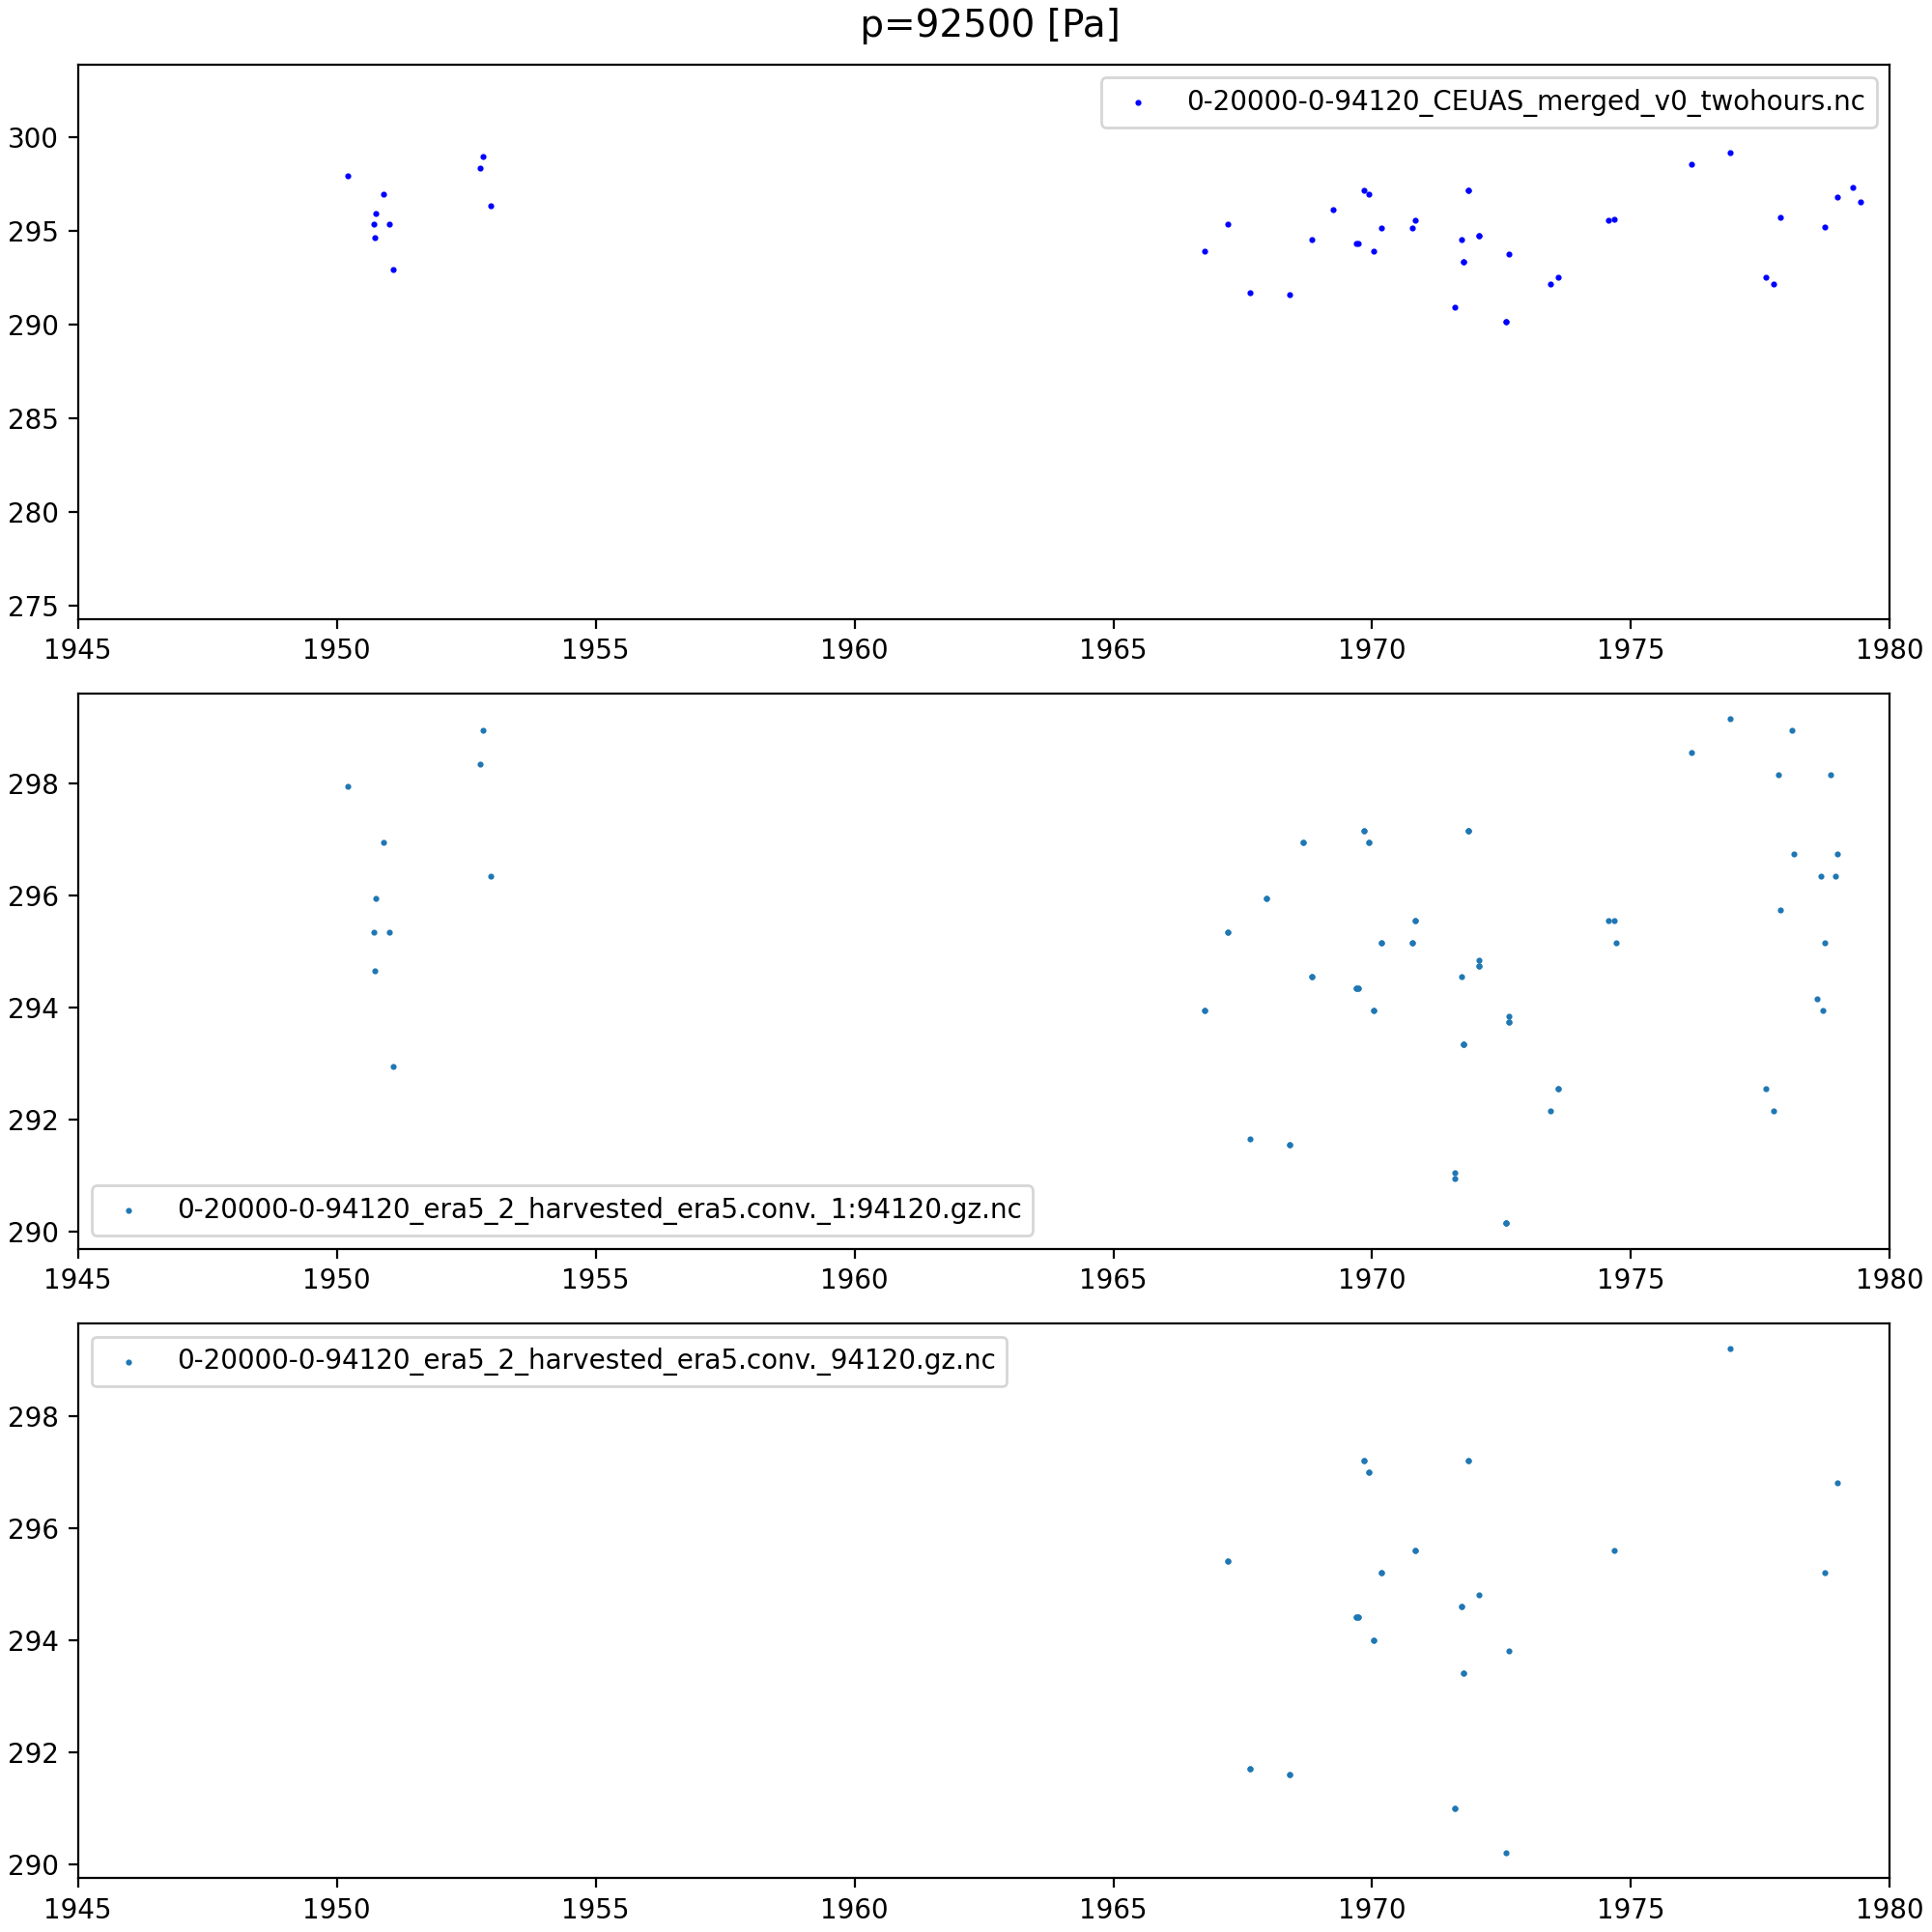 p=92500 [Pa]
0-20000-0-94120_CEUAS_merged_v0_twohours.nc
300
295
290
285
280
275
1945 1950 1955 1960 1965 1970 1975 1980
298
296
294
292
290
0-20000-0-94120_era5_2_harvested_era5.conv._1:94120.gz.nc
1945 1950 1955 1960 1965 1970 1975 1980
0-20000-0-94120_era5_2_harvested_era5.conv._94120.gz.nc
298
296
294
292
290
1945 1950 1955 1960 1965 1970 1975 1980